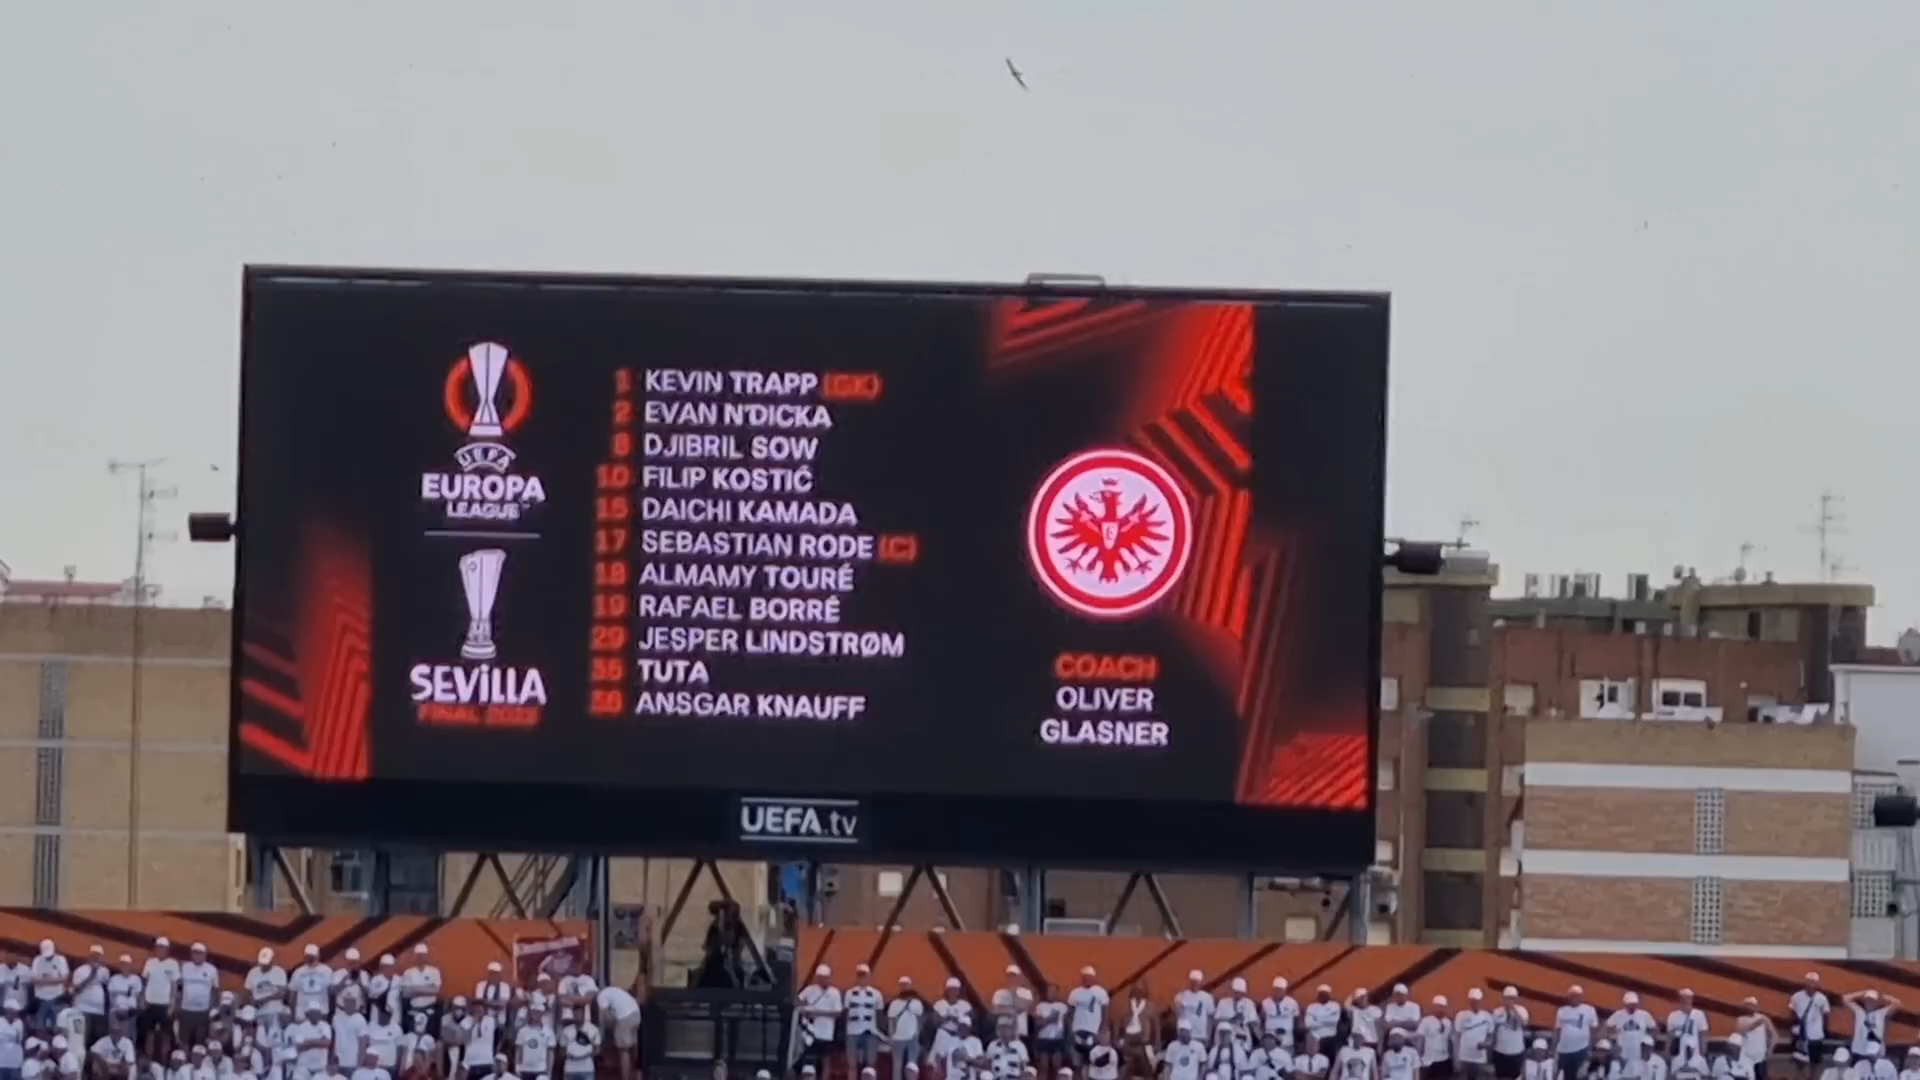 UEFA
EUROPA
LEAGUE
SEVILLA
FINAL 2022
1 KEVIN TRAPP (GK)
2 EVAN N'DICKA
8 DJIBRIL SOW
10 FILIP KOSTIĆ
15 DAICHI KAMADA
17 SEBASTIAN RODE (C)
18 ALMAMY TOURÉ
19 RAFAEL BORRÉ
29 JESPER LINDSTRØM
35 TUTA
36 ANSGAR KNAUFF
COACH
OLIVER
GLASNER
UEFA.tv